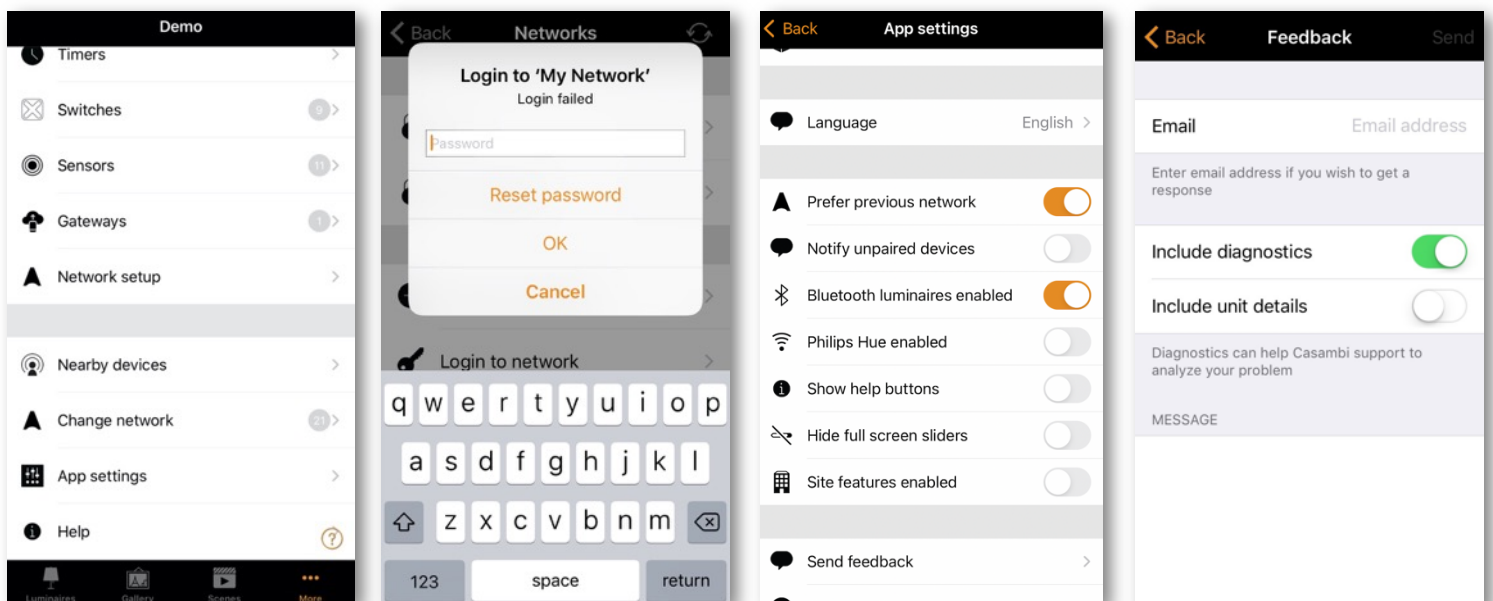 Demo
Timers
Switches
9
Sensors
11
Gateways
1
Network setup
Nearby devices
Change network
21
App settings
Help
?
Luminaires
Gallery
Scenes
More
Back
Networks
Login to ‘My Network’
Login failed
Password
Reset password
OK
Cancel
Login to network
q w e r t y u i o p
a s d f g h j k l
z x c v b n m
123
space
return
Back
App settings
Language
English
Prefer previous network
Notify unpaired devices
Bluetooth luminaires enabled
Philips Hue enabled
Show help buttons
Hide full screen sliders
Site features enabled
Send feedback
Back
Feedback
Send
Email
Email address
Enter email address if you wish to get a
response
Include diagnostics
Include unit details
Diagnostics can help Casambi support to
analyze your problem
MESSAGE